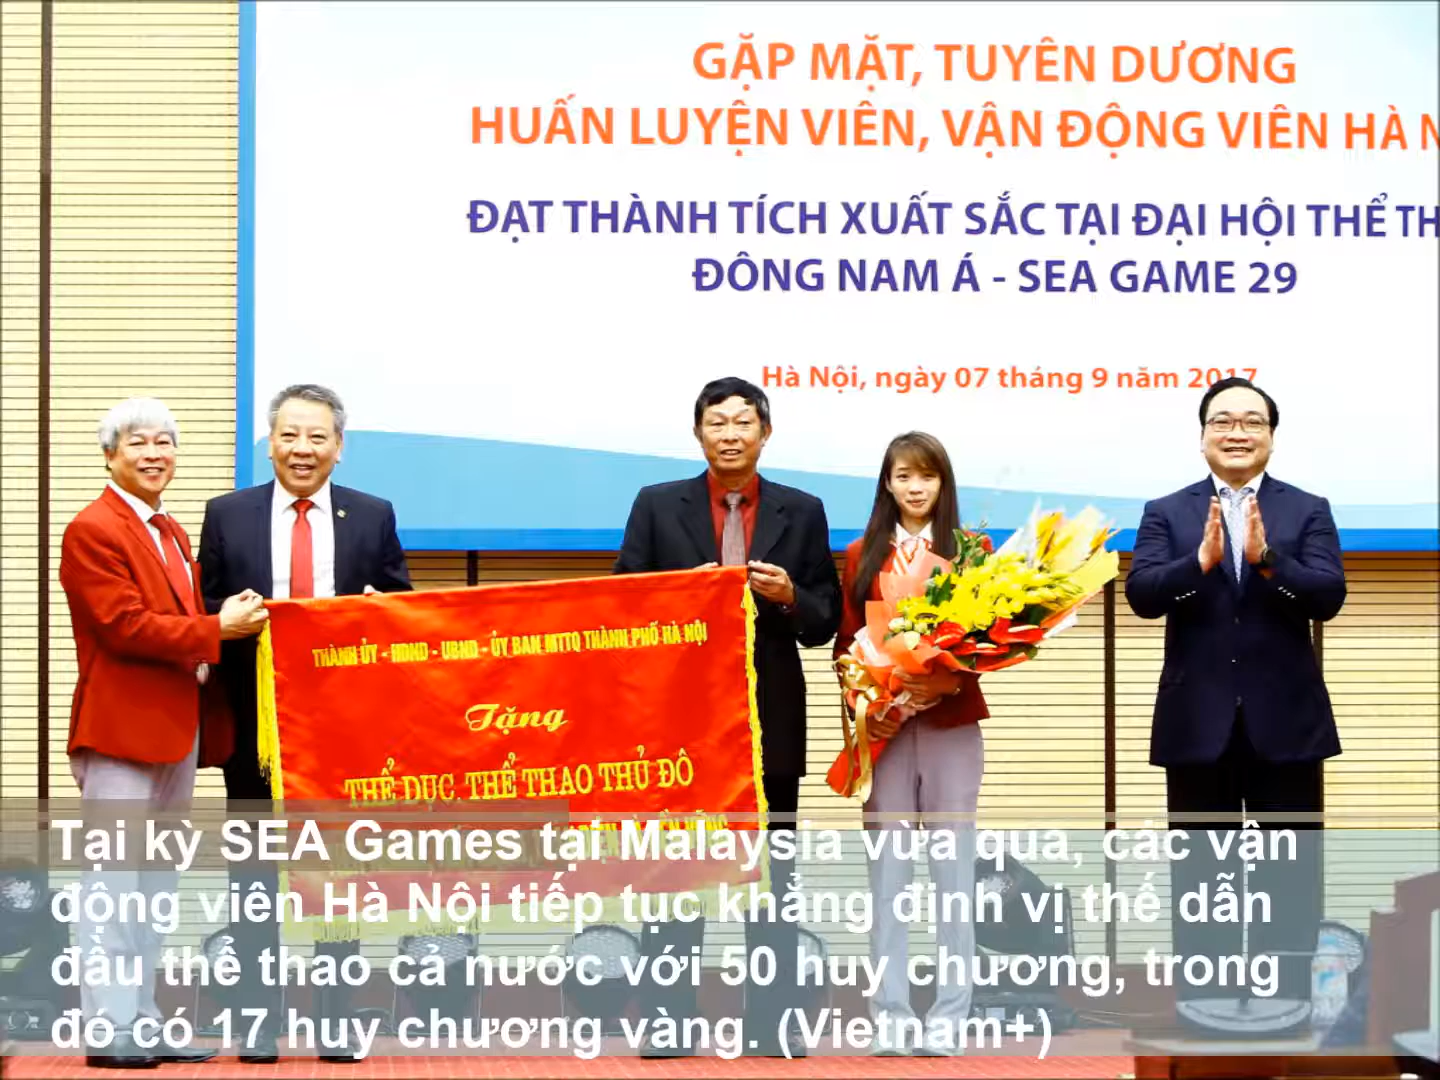 GẶP MẶT, TUYÊN DƯƠNG
HUẤN LUYỆN VIÊN, VẬN ĐỘNG VIÊN HÀ
ĐẠT THÀNH TÍCH XUẤT SẮC TẠI ĐẠI HỘI THỂ TH
ĐÔNG NAM Á - SEA GAME 29
Hà Nội, ngày 07 tháng 9 năm 2017
THÀNH ỦY - HĐND - UBND - ỦY BAN MTTQ THÀNH PHỐ HÀ NỘI
Tặng
THỂ DỤC, THỂ THAO THỦ ĐÔ
Tại kỳ SEA Games tại Malaysia vừa qua, các vận
động viên Hà Nội tiếp tục khẳng định vị thế dẫn
đầu thể thao cả nước với 50 huy chương, trong
đó có 17 huy chương vàng. (Vietnam+)